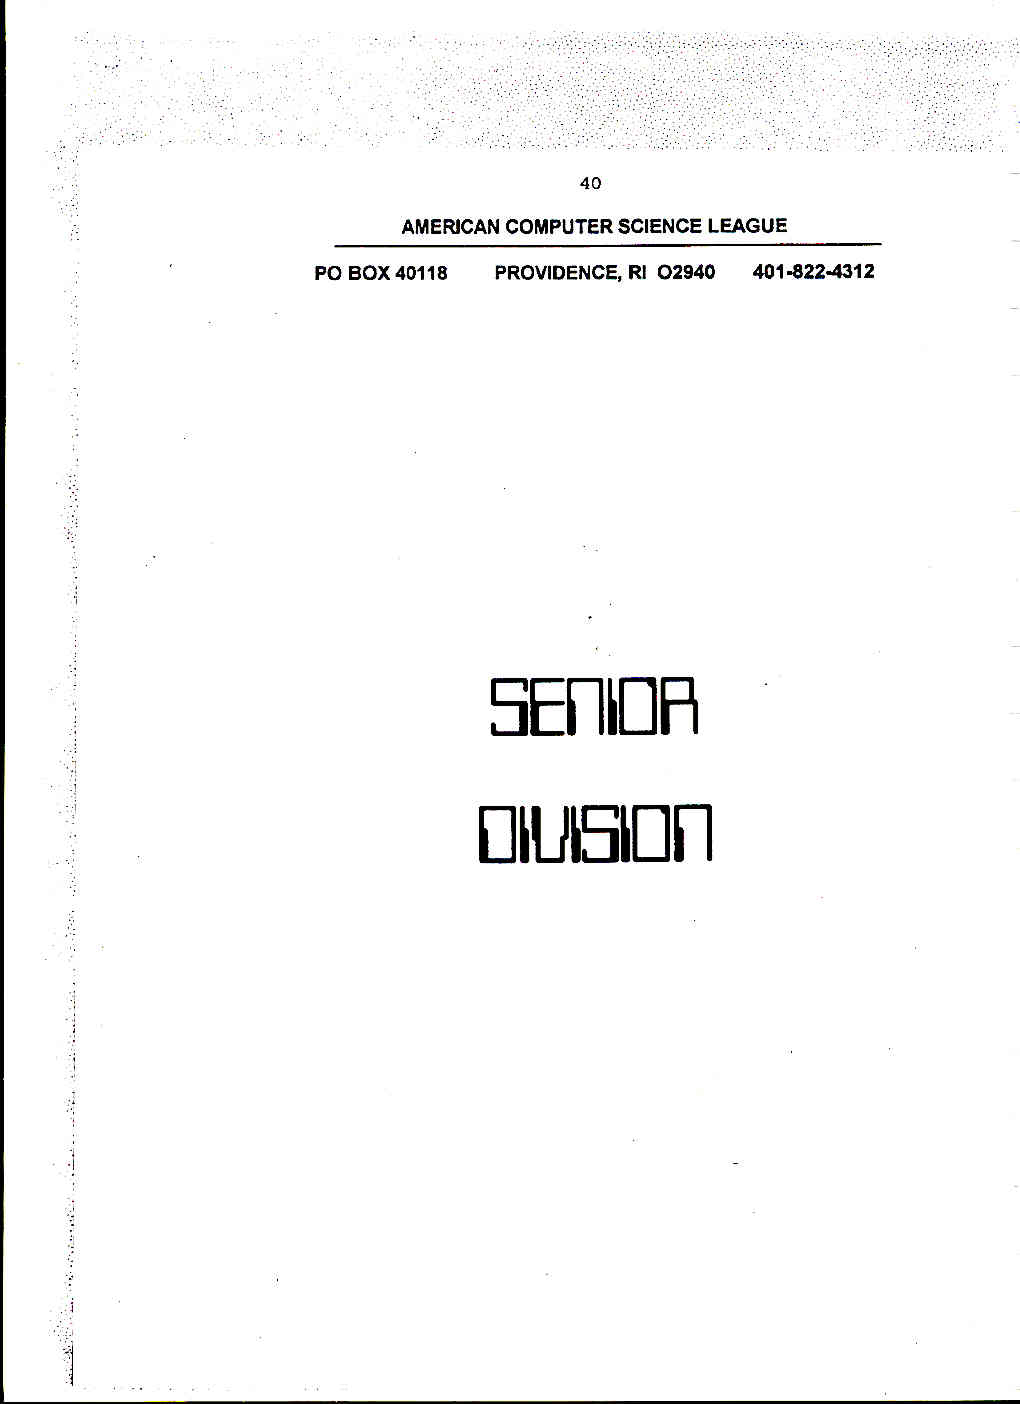 40
AMERICAN COMPUTER SCIENCE LEAGUE
PO BOX 40118 PROVIDENCE, RI O2940 401-822-4312
SENIOR
DIVISION